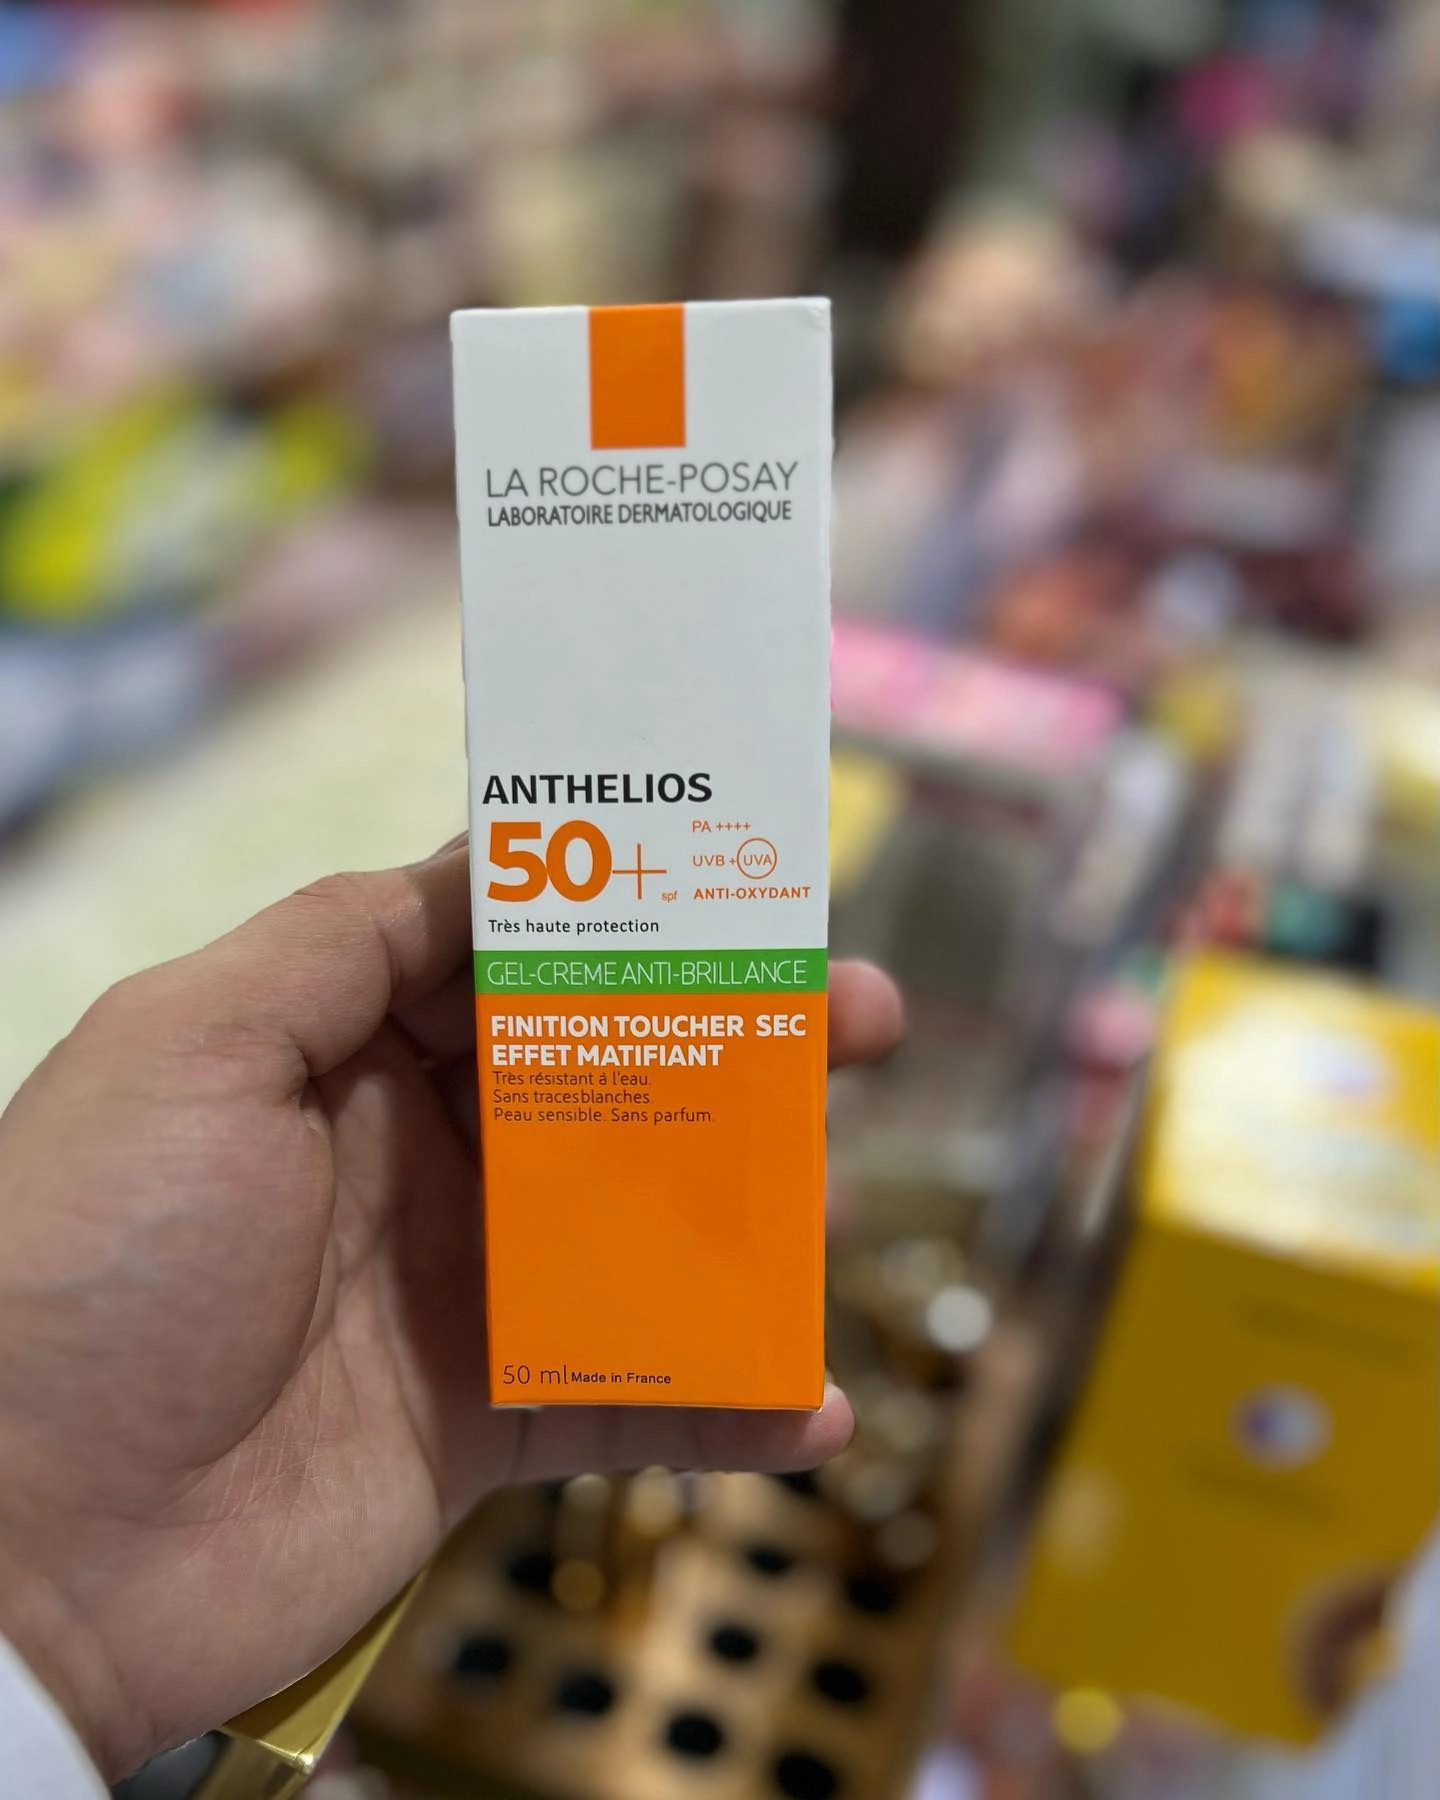 LA ROCHE-POSAY
LABORATOIRE DERMATOLOGIQUE
ANTHELIOS
50+ spf
PA ++++
UVB + UVA
ANTI-OXYDANT
Très haute protection
GEL-CREME ANTI-BRILLANCE
FINITION TOUCHER SEC
EFFET MATIFIANT
Très résistant à l'eau.
Sans traces blanches.
Peau sensible. Sans parfum.
50 ml Made in France